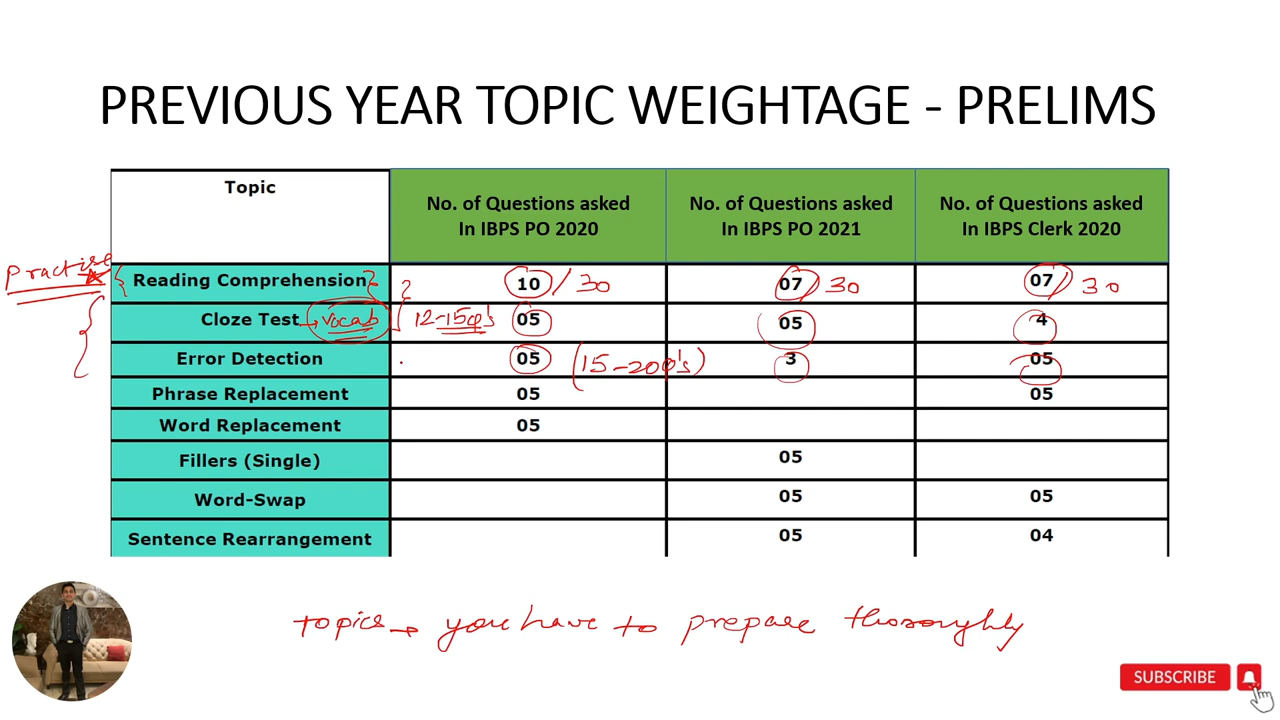 PREVIOUS YEAR TOPIC WEIGHTAGE - PRELIMS
Topic
No. of Questions asked
In IBPS PO 2020
No. of Questions asked
In IBPS PO 2021
No. of Questions asked
In IBPS Clerk 2020
Practise
Reading Comprehension 10 / 30 07 / 30 07 / 30
Cloze Test → vocab 12-15q's 05 05 4
Error Detection 05 (15-20q's) 3 05
Phrase Replacement 05 05
Word Replacement 05
Fillers (Single) 05
Word-Swap 05 05
Sentence Rearrangement 05 04
topics → you have to prepare thoroughly
SUBSCRIBE